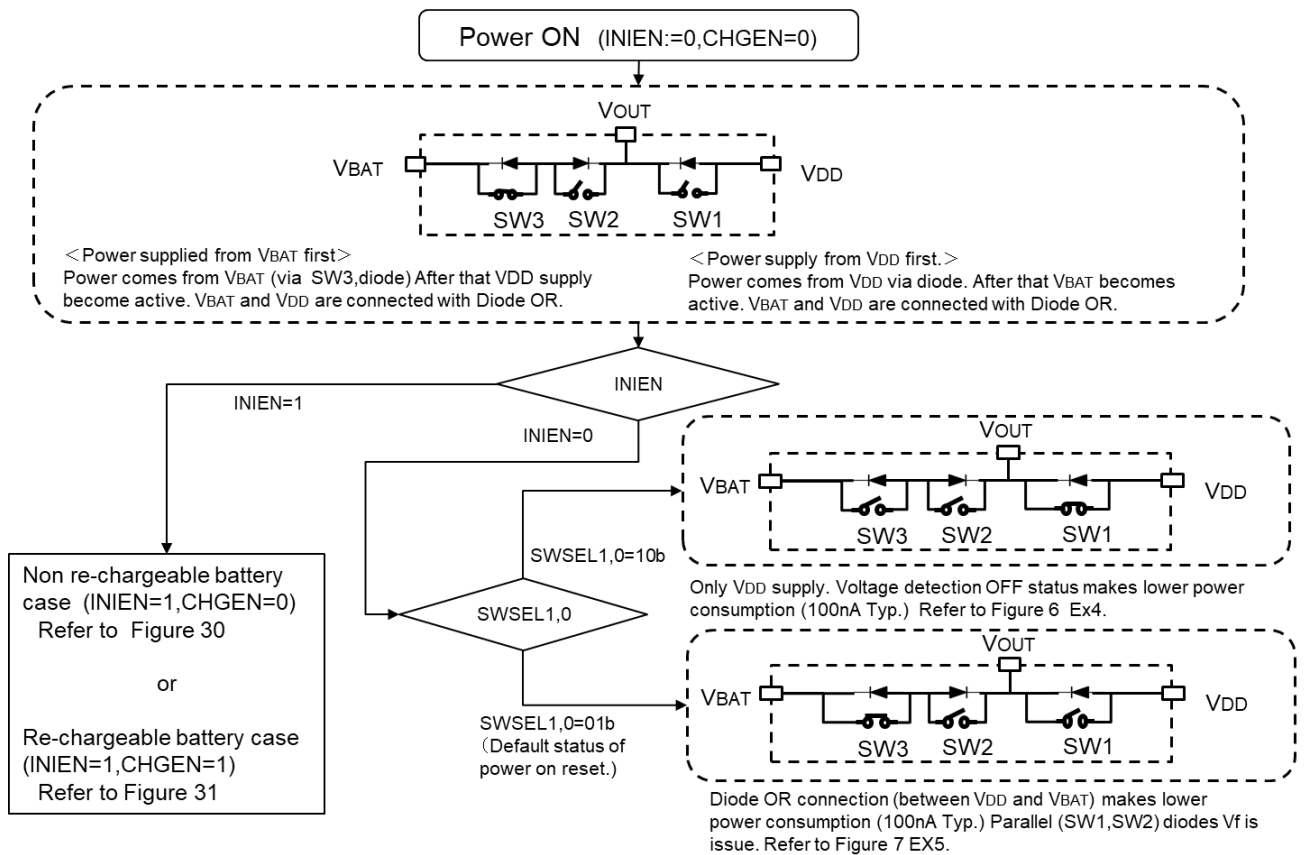 Power ON (INIEN:=0,CHGEN=0)
VOUT
VBAT
VDD
SW3
SW2
SW1
<Power supplied from VBAT first>
Power comes from VBAT (via SW3,diode) After that VDD supply
become active. VBAT and VDD are connected with Diode OR.
<Power supply from VDD first.>
Power comes from VDD via diode. After that VBAT becomes
active. VBAT and VDD are connected with Diode OR.
INIEN
INIEN=1
INIEN=0
VOUT
VBAT
VDD
SW3
SW2
SW1
SWSEL1,0=10b
Only VDD supply. Voltage detection OFF status makes lower power
consumption (100nA Typ.) Refer to Figure 6 Ex4.
Non re-chargeable battery
case (INIEN=1,CHGEN=0)
Refer to Figure 30
or
Re-chargeable battery case
(INIEN=1,CHGEN=1)
Refer to Figure 31
SWSEL1,0
SWSEL1,0=01b
(Default status of
power on reset.)
VOUT
VBAT
VDD
SW3
SW2
SW1
Diode OR connection (between VDD and VBAT) makes lower
power consumption (100nA Typ.) Parallel (SW1,SW2) diodes Vf is
issue. Refer to Figure 7 EX5.